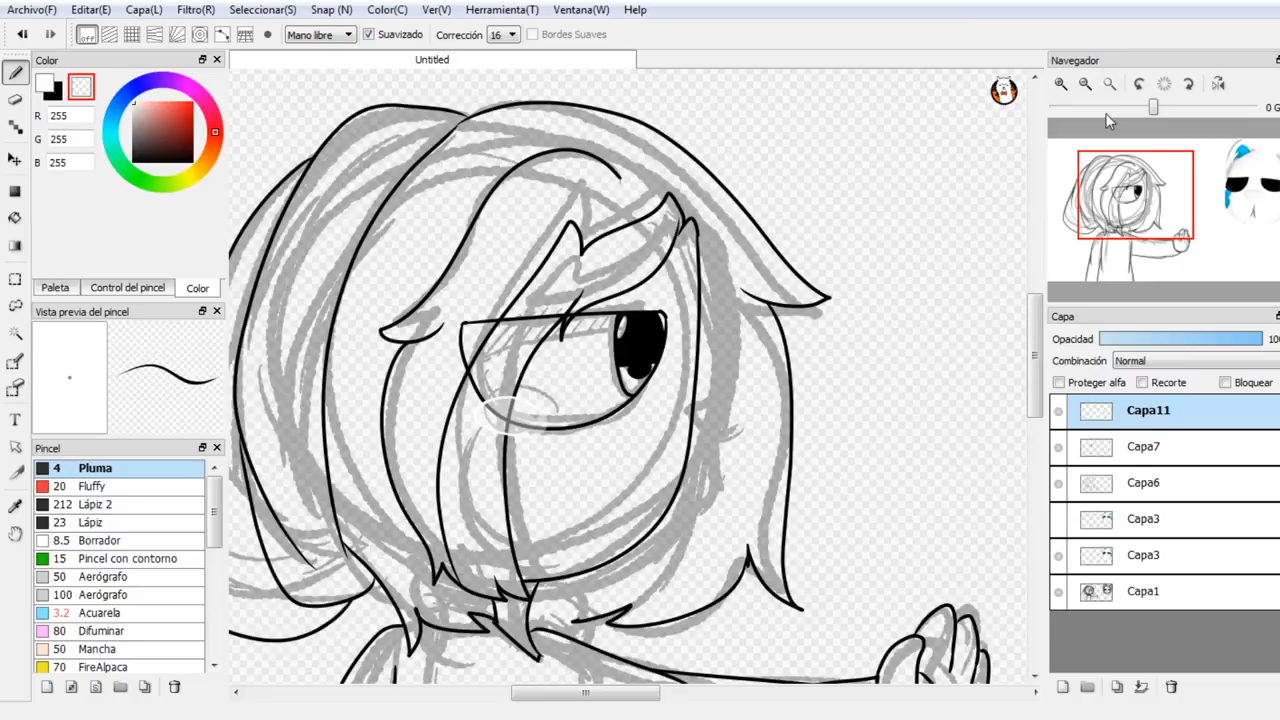 Archivo(F) Editar(E) Capa(L) Filtro(R) Seleccionar(S) Snap (N) Color(C) Ver(V) Herramienta(T) Ventana(W) Help
off Mano libre Suavizado Corrección 16 Bordes Suaves
Color
Untitled
Navegador
R 255
G 255
B 255
0 G
Paleta Control del pincel Color
Vista previa del pincel
Capa
Opacidad 100
Combinación Normal
Proteger alfa Recorte Bloquear
Capa11
Capa7
Capa6
Capa3
Capa3
Capa1
Pincel
4 Pluma
20 Fluffy
212 Lápiz 2
23 Lápiz
8.5 Borrador
15 Pincel con contorno
50 Aerógrafo
100 Aerógrafo
3.2 Acuarela
80 Difuminar
50 Mancha
70 FireAlpaca